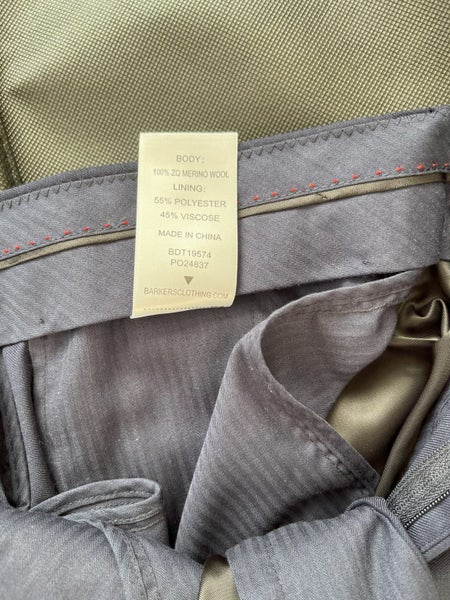 BODY:
100% ZQ MERINO WOOL
LINING:
55% POLYESTER
45% VISCOSE
MADE IN CHINA
BDT19574
PO24837
BARKERSCLOTHING.COM